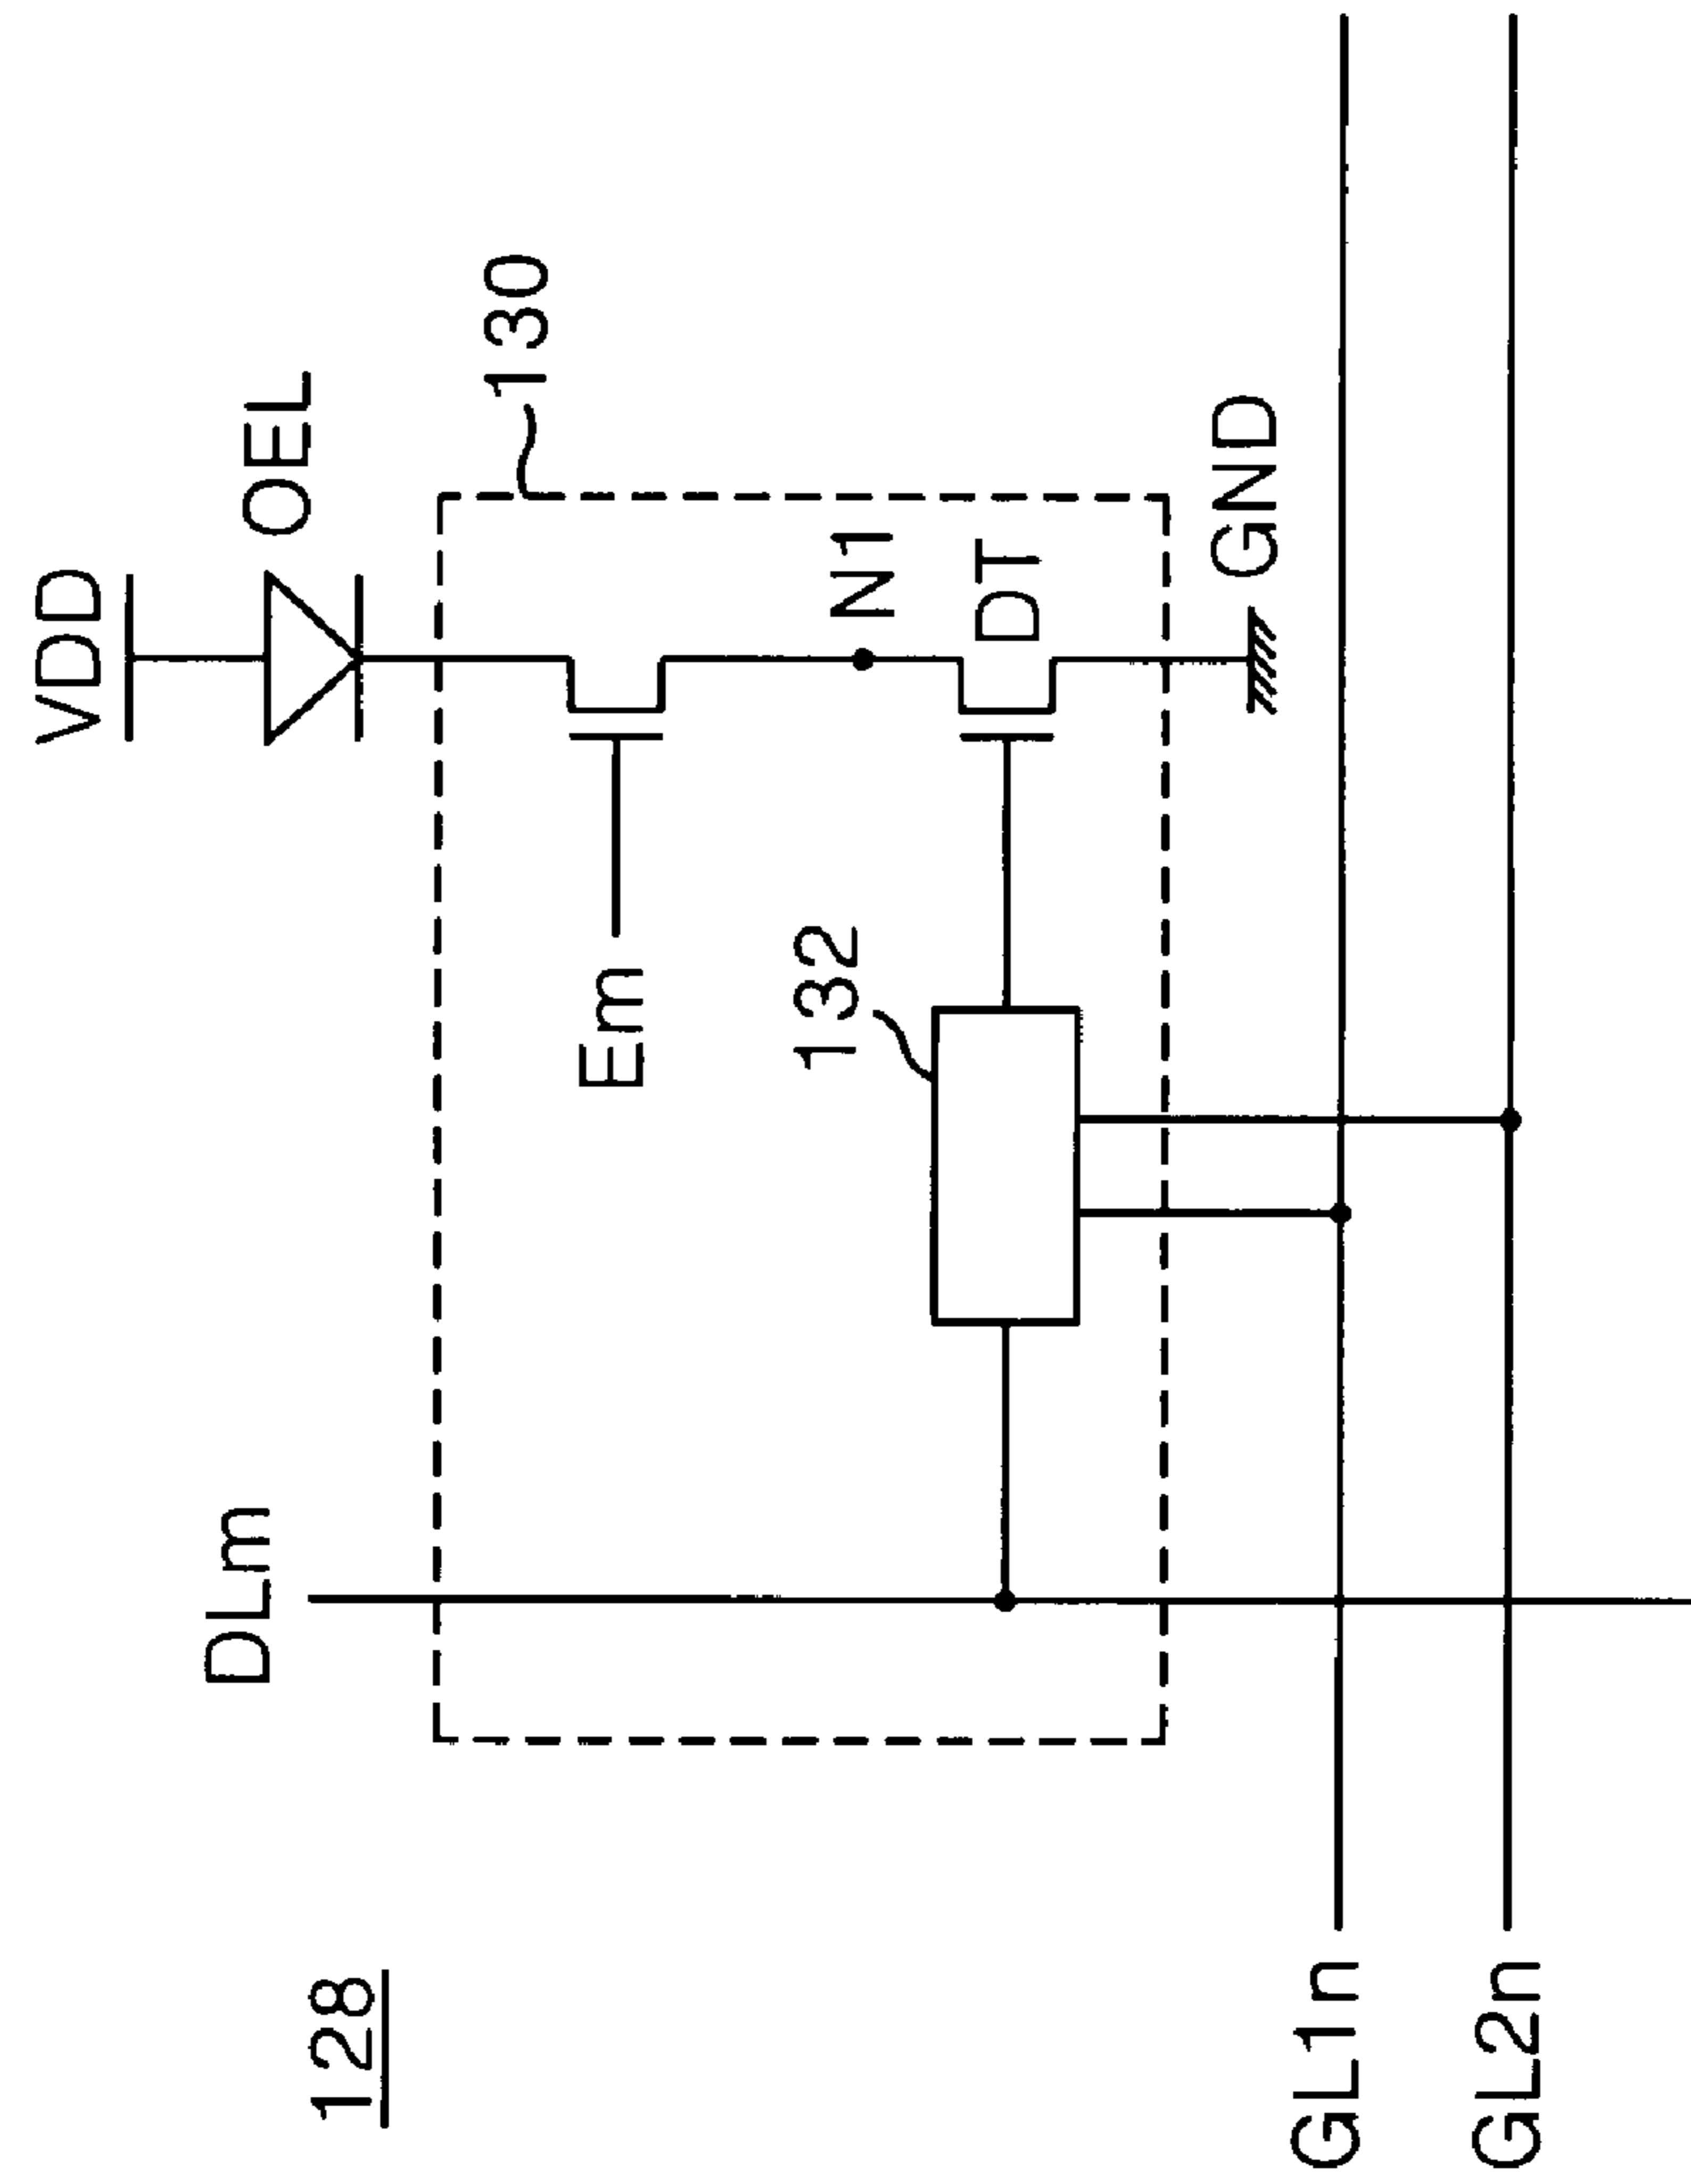 VDD
OEL
DLm
128
130
Em
N1
132
DT
GND
GL1n
GL2n